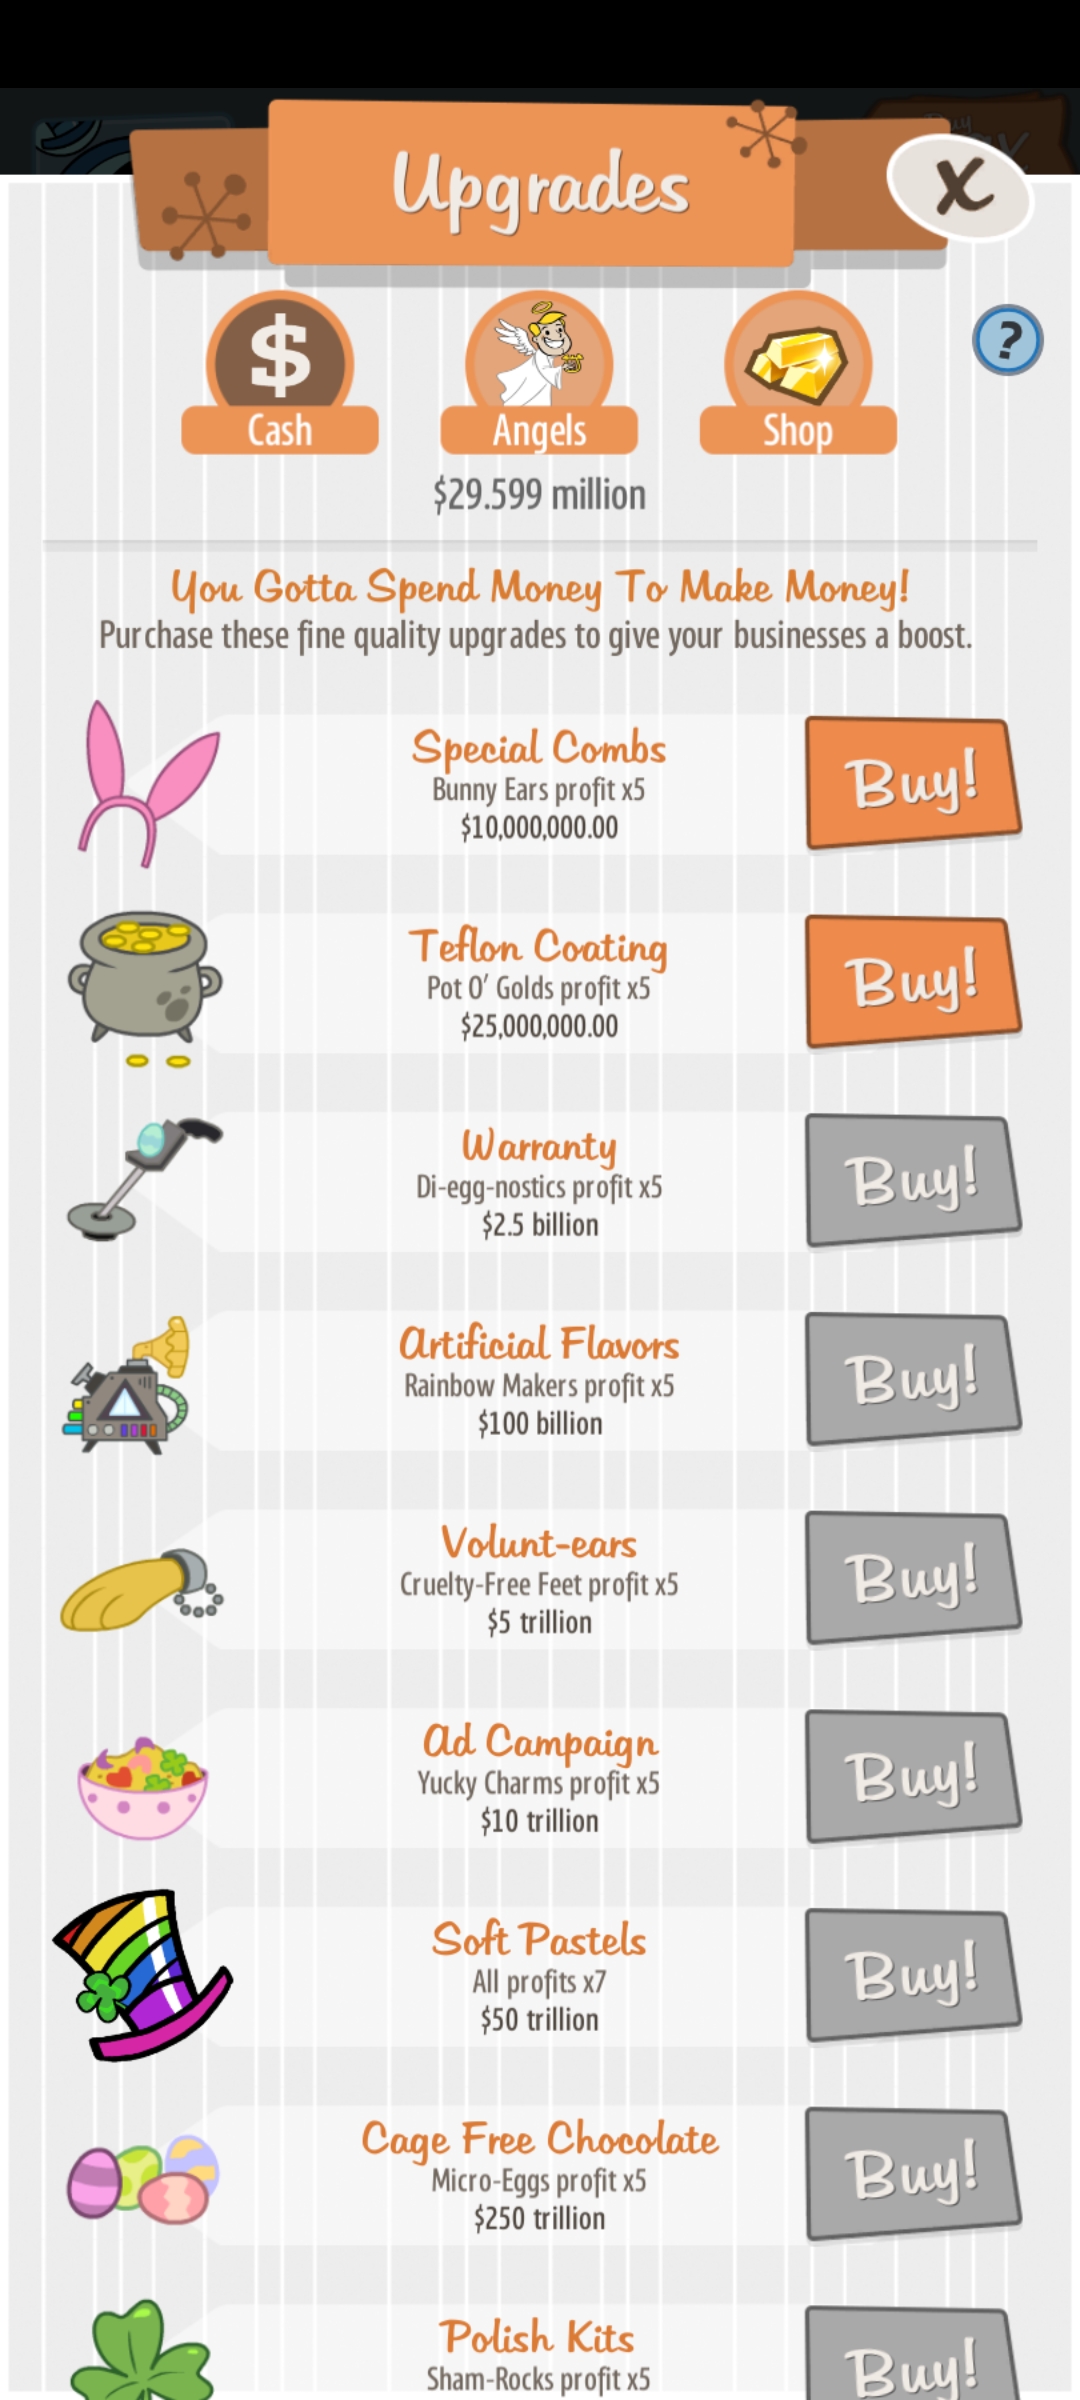 Upgrades
X
$
?
Cash
Angels
Shop
$29.599 million
You Gotta Spend Money To Make Money!
Purchase these fine quality upgrades to give your businesses a boost.
Special Combs
Bunny Ears profit x5
$10,000,000.00
Buy!
Teflon Coating
Pot O' Golds profit x5
$25,000,000.00
Buy!
Warranty
Di-egg-nostics profit x5
$2.5 billion
Buy!
Artificial Flavors
Rainbow Makers profit x5
$100 billion
Buy!
Volunt-ears
Cruelty-Free Feet profit x5
$5 trillion
Buy!
Ad Campaign
Yucky Charms profit x5
$10 trillion
Buy!
Soft Pastels
All profits x7
$50 trillion
Buy!
Cage Free Chocolate
Micro-Eggs profit x5
$250 trillion
Buy!
Polish Kits
Sham-Rocks profit x5
Buy!